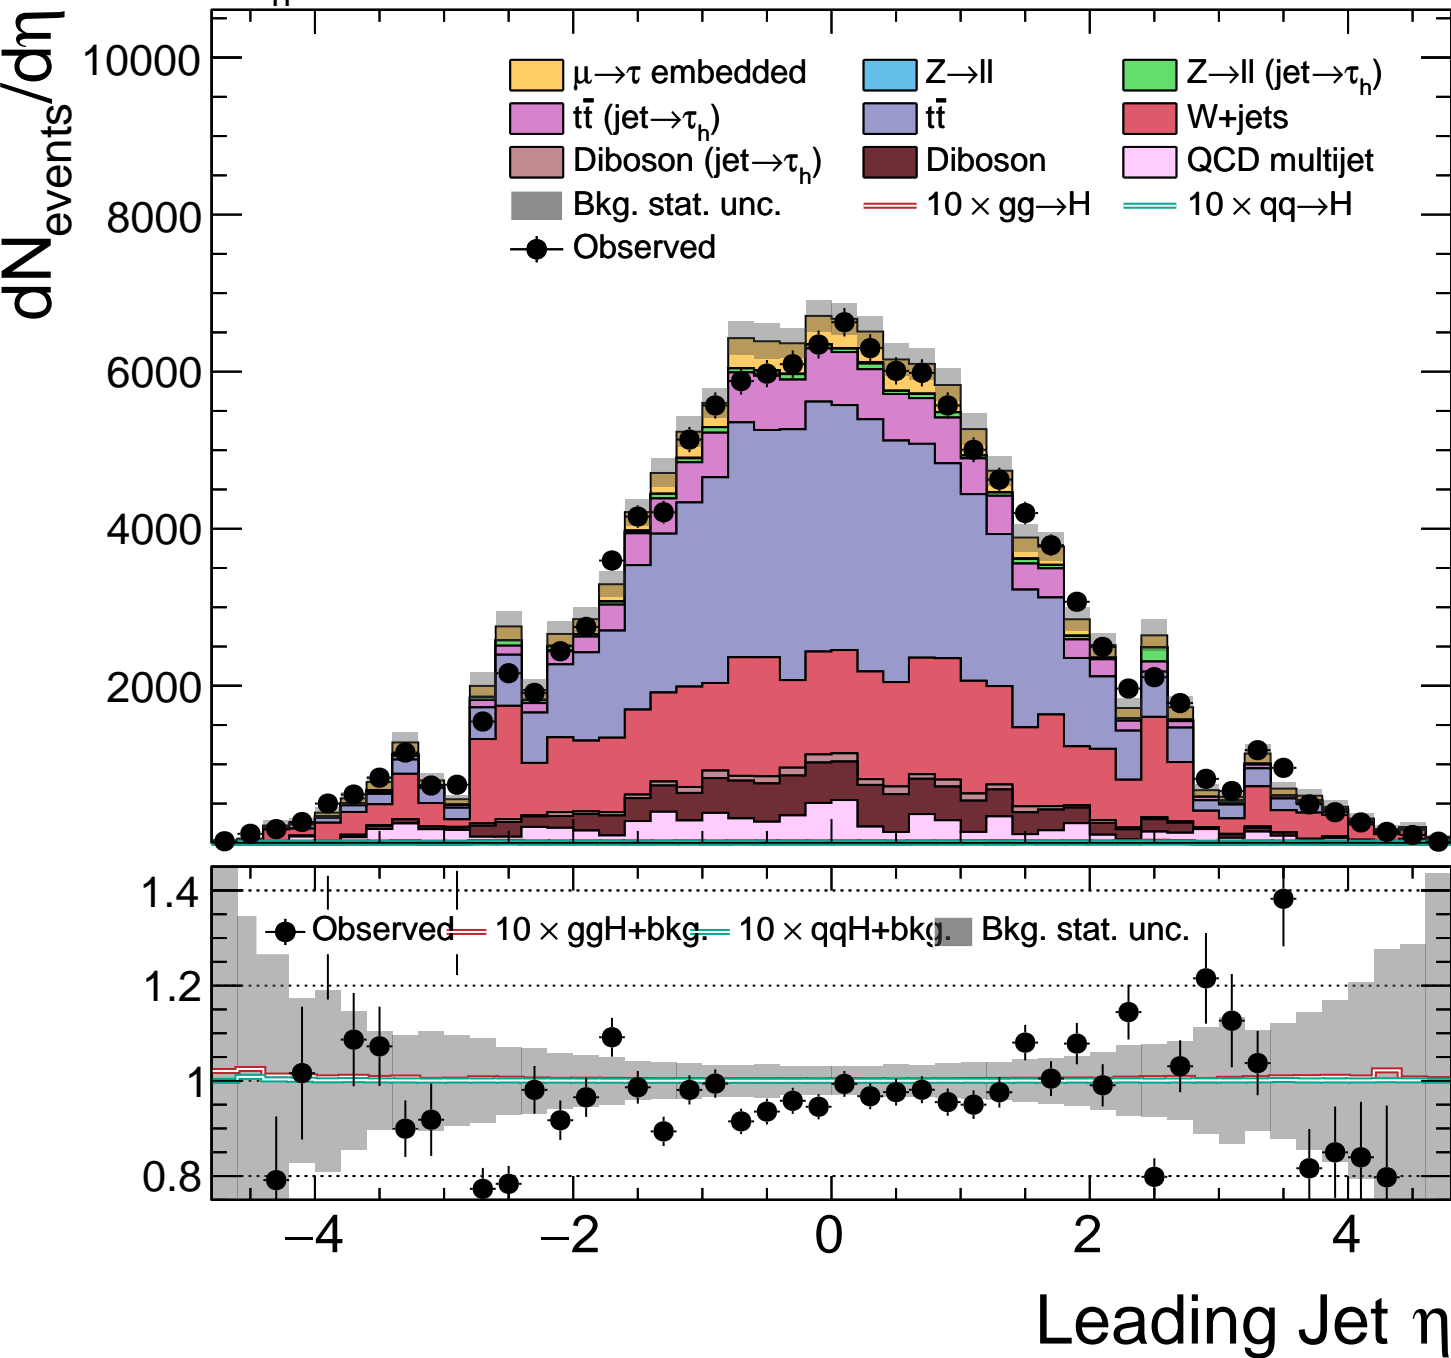 dN_events/dη
10000
8000
6000
4000
2000
μ→τ embedded Z→ll Z→ll (jet→τ_h)
tt̄ (jet→τ_h) tt̄ W+jets
Diboson (jet→τ_h) Diboson QCD multijet
Bkg. stat. unc. 10 × gg→H 10 × qq→H
Observed
1.4
1.2
1
0.8
Observed 10 × ggH+bkg. 10 × qqH+bkg. Bkg. stat. unc.
−4 −2 0 2 4
Leading Jet η